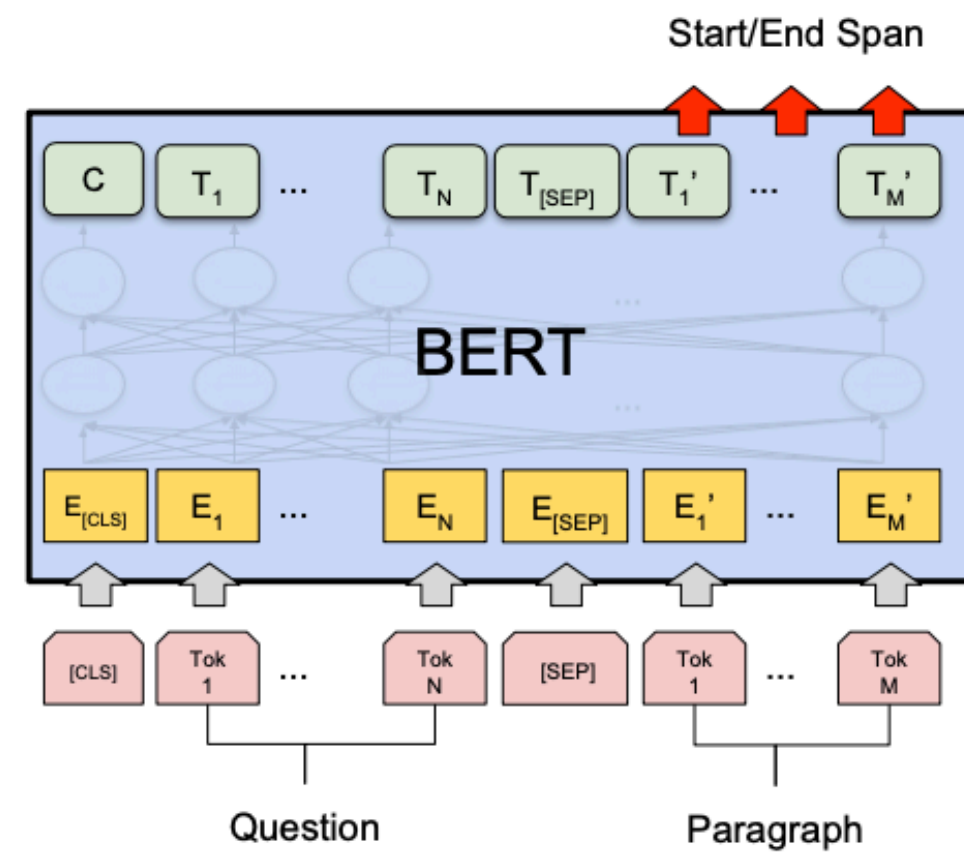 Start/End Span
C T1 ... TN T[SEP] T1’ ... TM’
...
BERT
...
E[CLS] E1 ... EN E[SEP] E1’ ... EM’
[CLS] Tok 1 ... Tok N [SEP] Tok 1 ... Tok M
Question Paragraph